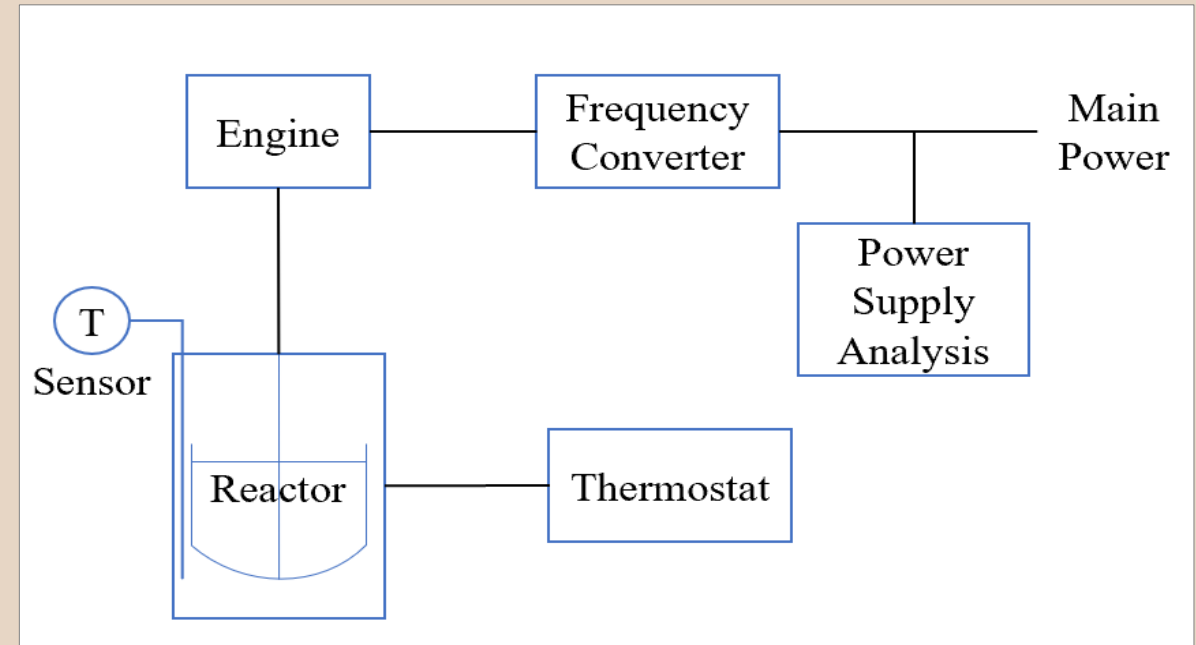 Engine
Frequency
Converter
Main
Power
Power
Supply
Analysis
T
Sensor
Reactor
Thermostat